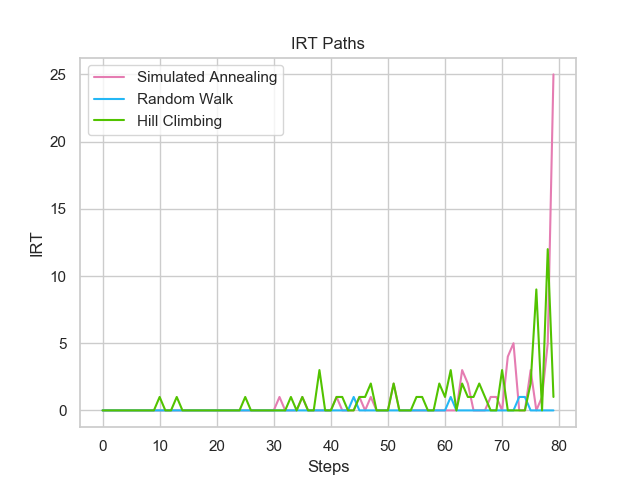 IRT Paths
Simulated Annealing
Random Walk
Hill Climbing
25
20
15
10
5
0
IRT
0 10 20 30 40 50 60 70 80
Steps